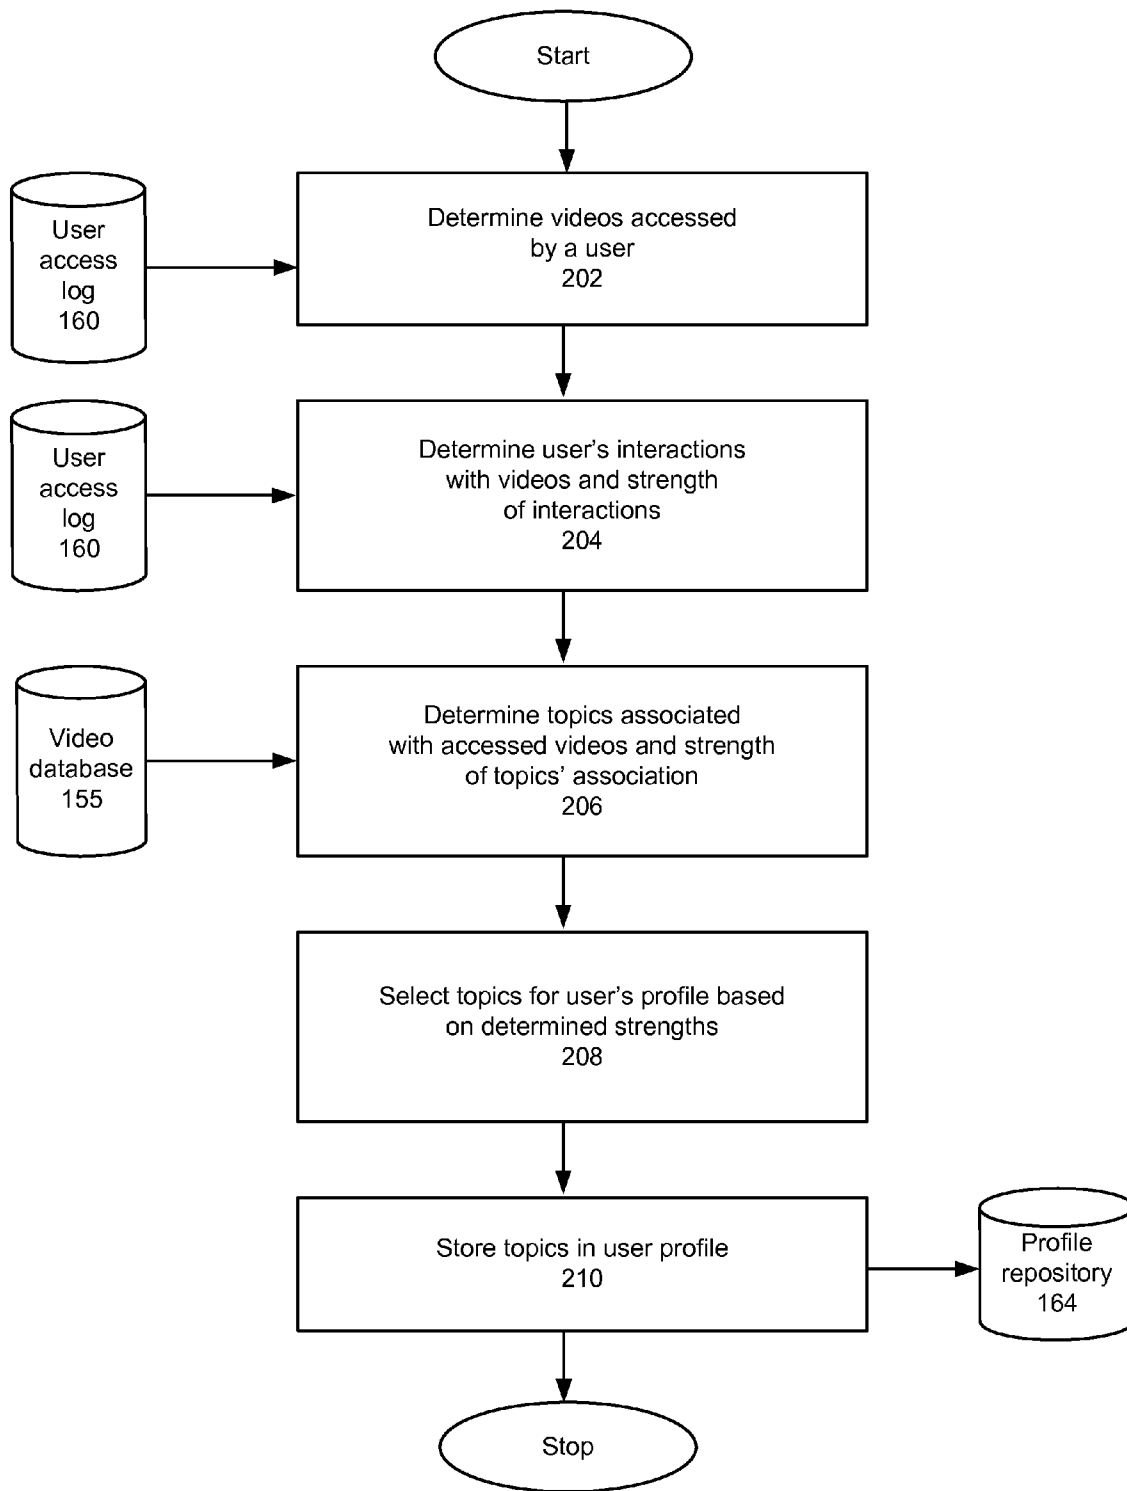 Start
User
access
log
160
Determine videos accessed
by a user
202
User
access
log
160
Determine user's interactions
with videos and strength
of interactions
204
Video
database
155
Determine topics associated
with accessed videos and strength
of topics' association
206
Select topics for user's profile based
on determined strengths
208
Store topics in user profile
210
Profile
repository
164
Stop